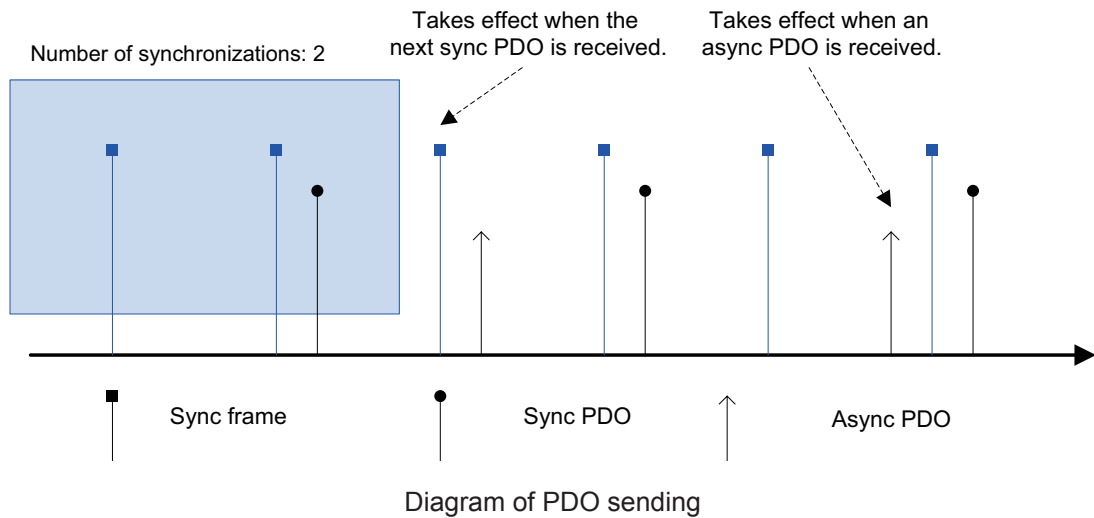 Number of synchronizations: 2
Takes effect when the
next sync PDO is received.
Takes effect when an
async PDO is received.
Sync frame
Sync PDO
Async PDO
Diagram of PDO sending